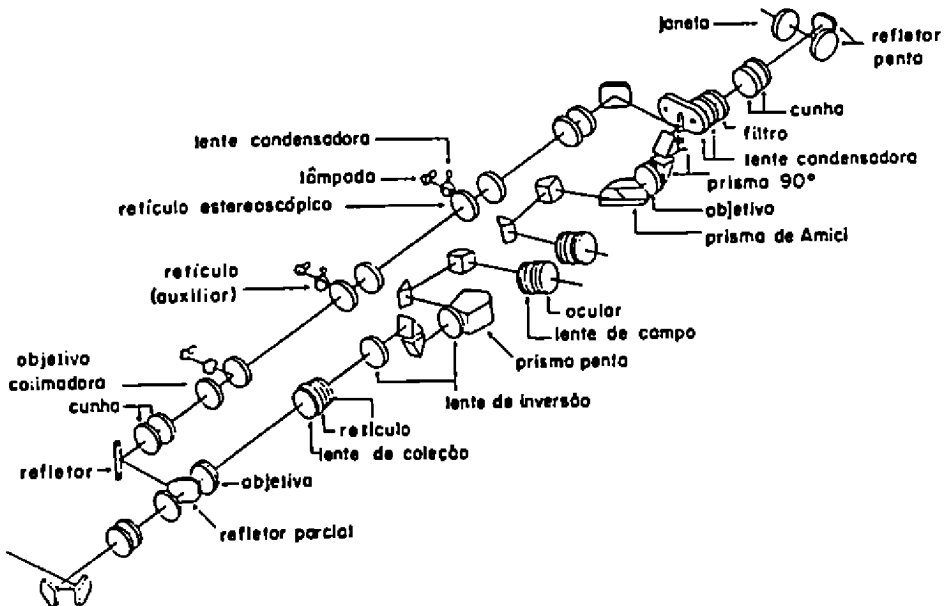 janela
refletor
penta
cunha
filtro
lente condensadora
lente condensadora
lâmpada
prisma 90°
objetivo
retículo estereoscópico
prisma de Amici
retículo
(auxiliar)
ocular
lente de campo
prisma penta
objetivo
colimadora
lente de inversão
cunha
retículo
lente de coleção
refletor
objetiva
refletor parcial